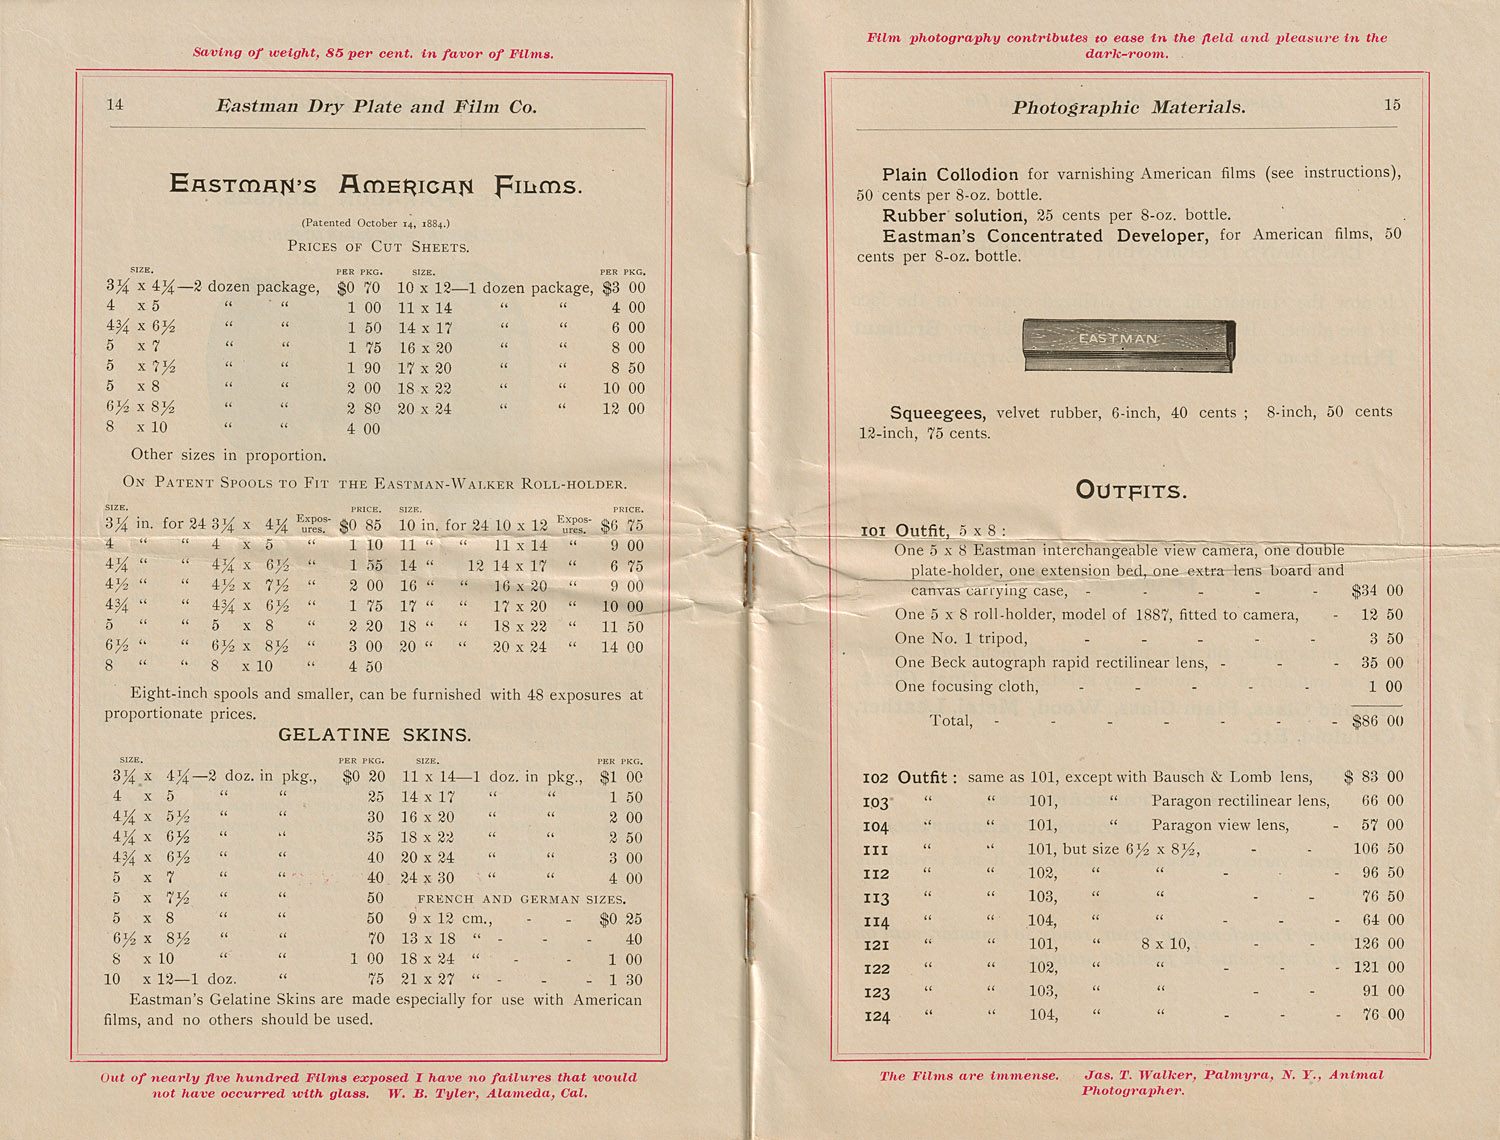 Saving of weight, 85 per cent. in favor of Films.
14 Eastman Dry Plate and Film Co.
Eastman's American Films.
(Patented October 14, 1884.)
Prices of Cut Sheets.
SIZE. PER PKG. SIZE. PER PKG.
3¼ x 4¼—2 dozen package, $0 70 10 x 12—1 dozen package, $3 00
4 x 5 “ “ 1 00 11 x 14 “ “ 4 00
4¾ x 6½ “ “ 1 50 14 x 17 “ “ 6 00
5 x 7 “ “ 1 75 16 x 20 “ “ 8 00
5 x 7½ “ “ 1 90 17 x 20 “ “ 8 50
5 x 8 “ “ 2 00 18 x 22 “ “ 10 00
6½ x 8½ “ “ 2 80 20 x 24 “ “ 12 00
8 x 10 “ “ 4 00
Other sizes in proportion.
On Patent Spools to Fit the Eastman-Walker Roll-holder.
SIZE. PRICE. SIZE. PRICE.
3¼ in. for 24 3¼ x 4¼ Expos-ures. $0 85 10 in. for 24 10 x 12 Expos-ures. $6 75
4 “ “ 4 x 5 “ 1 10 11 “ “ 11 x 14 “ 9 00
4¼ “ “ 4¼ x 6½ “ 1 55 14 “ 12 14 x 17 “ 6 75
4½ “ “ 4½ x 7½ “ 2 00 16 “ “ 16 x 20 “ 9 00
4¾ “ “ 4¾ x 6½ “ 1 75 17 “ “ 17 x 20 “ 10 00
5 “ “ 5 x 8 “ 2 20 18 “ “ 18 x 22 “ 11 50
6½ “ “ 6½ x 8½ “ 3 00 20 “ “ 20 x 24 “ 14 00
8 “ “ 8 x 10 “ 4 50
Eight-inch spools and smaller, can be furnished with 48 exposures at
proportionate prices.
GELATINE SKINS.
SIZE. PER PKG. SIZE. PER PKG.
3¼ x 4¼—2 doz. in pkg., $0 20 11 x 14—1 doz. in pkg., $1 00
4 x 5 “ “ 25 14 x 17 “ “ 1 50
4¼ x 5½ “ “ 30 16 x 20 “ “ 2 00
4¼ x 6½ “ “ 35 18 x 22 “ “ 2 50
4¾ x 6½ “ “ 40 20 x 24 “ “ 3 00
5 x 7 “ “ 40 24 x 30 “ “ 4 00
5 x 7½ “ “ 50 FRENCH AND GERMAN SIZES.
5 x 8 “ “ 50 9 x 12 cm., - - $0 25
6½ x 8½ “ “ 70 13 x 18 “ - - - 40
8 x 10 “ “ 1 00 18 x 24 “ - - 1 00
10 x 12—1 doz. “ 75 21 x 27 “ - - - 1 30
Eastman's Gelatine Skins are made especially for use with American
films, and no others should be used.
Out of nearly five hundred Films exposed I have no failures that would
not have occurred with glass. W. B. Tyler, Alameda, Cal.
Film photography contributes to ease in the field and pleasure in the
dark-room.
Photographic Materials. 15
Plain Collodion for varnishing American films (see instructions),
50 cents per 8-oz. bottle.
Rubber solution, 25 cents per 8-oz. bottle.
Eastman's Concentrated Developer, for American films, 50
cents per 8-oz. bottle.
EASTMAN
Squeegees, velvet rubber, 6-inch, 40 cents ; 8-inch, 50 cents
12-inch, 75 cents.
Outfits.
101 Outfit, 5 x 8 :
One 5 x 8 Eastman interchangeable view camera, one double
plate-holder, one extension bed, one extra lens board and
canvas carrying case, - - - - - $34 00
One 5 x 8 roll-holder, model of 1887, fitted to camera, - 12 50
One No. 1 tripod, - - - - - 3 50
One Beck autograph rapid rectilinear lens, - - - 35 00
One focusing cloth, - - - - - 1 00
Total, - - - - - - - $86 00
102 Outfit : same as 101, except with Bausch & Lomb lens, $ 83 00
103 “ “ 101, “ Paragon rectilinear lens, 66 00
104 “ “ 101, “ Paragon view lens, - 57 00
111 “ “ 101, but size 6½ x 8½, - - 106 50
112 “ “ 102, “ “ - - 96 50
113 “ “ 103, “ “ - - 76 50
114 “ “ 104, “ “ - - - 64 00
121 “ “ 101, “ 8 x 10, - - 126 00
122 “ “ 102, “ “ - - - 121 00
123 “ “ 103, “ “ - - 91 00
124 “ “ 104, “ “ - - - 76 00
The Films are immense. Jas. T. Walker, Palmyra, N. Y., Animal
Photographer.